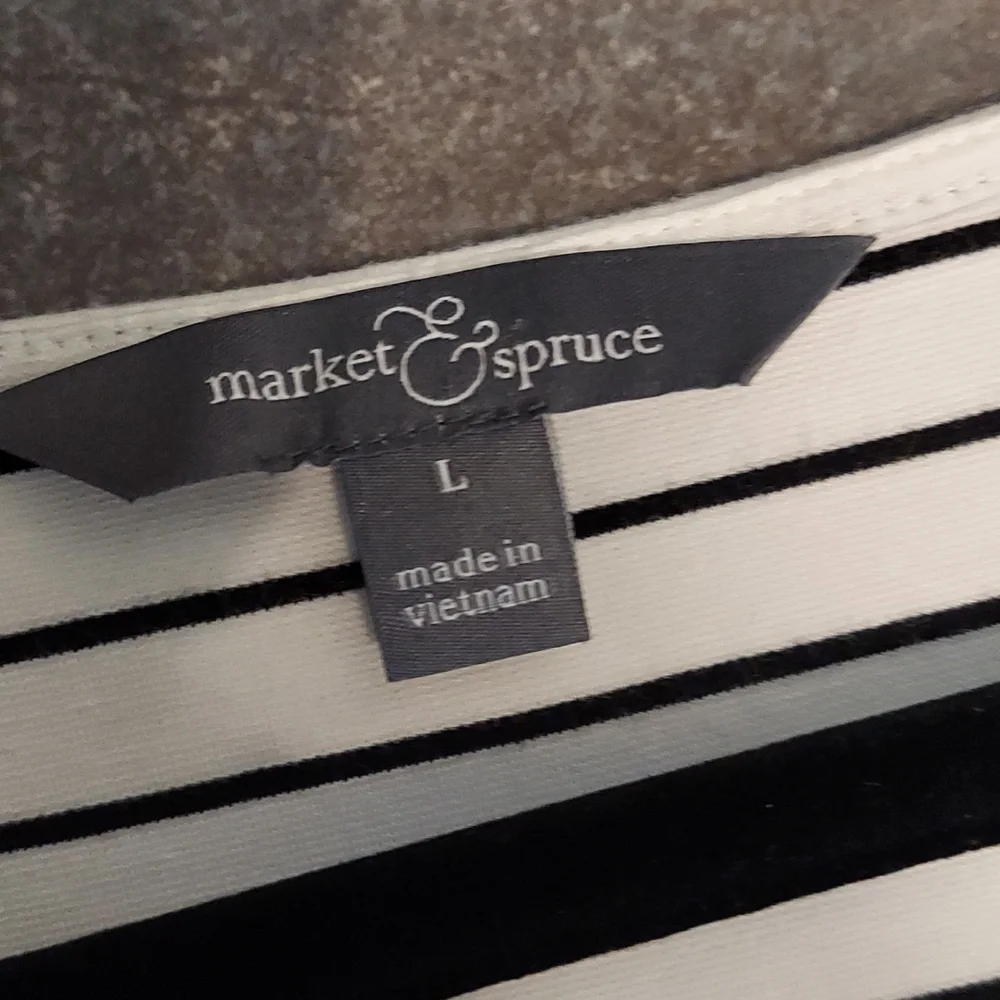 market & spruce
L
made in
vietnam